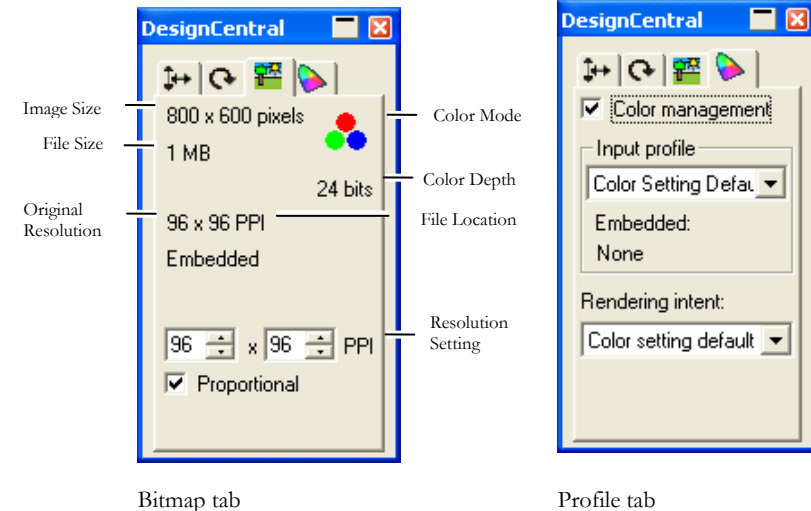 DesignCentral
Image Size
800 x 600 pixels
Color Mode
File Size
1 MB
24 bits
Color Depth
Original
Resolution
96 x 96 PPI
File Location
Embedded
96 x 96 PPI
Resolution
Setting
Proportional
Bitmap tab
DesignCentral
Color management
Input profile
Color Setting Defau
Embedded:
None
Rendering intent:
Color setting default
Profile tab